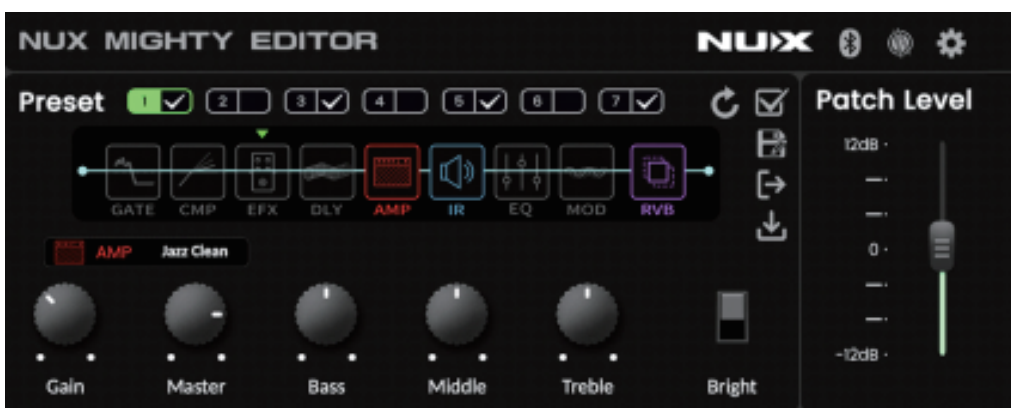 NUX MIGHTY EDITOR
NUX
Preset 1 2 3 4 5 6 7
GATE CMP EFX DLY AMP IR EQ MOD RVB
AMP Jazz Clean
Gain Master Bass Middle Treble Bright
Patch Level
12dB
0
-12dB